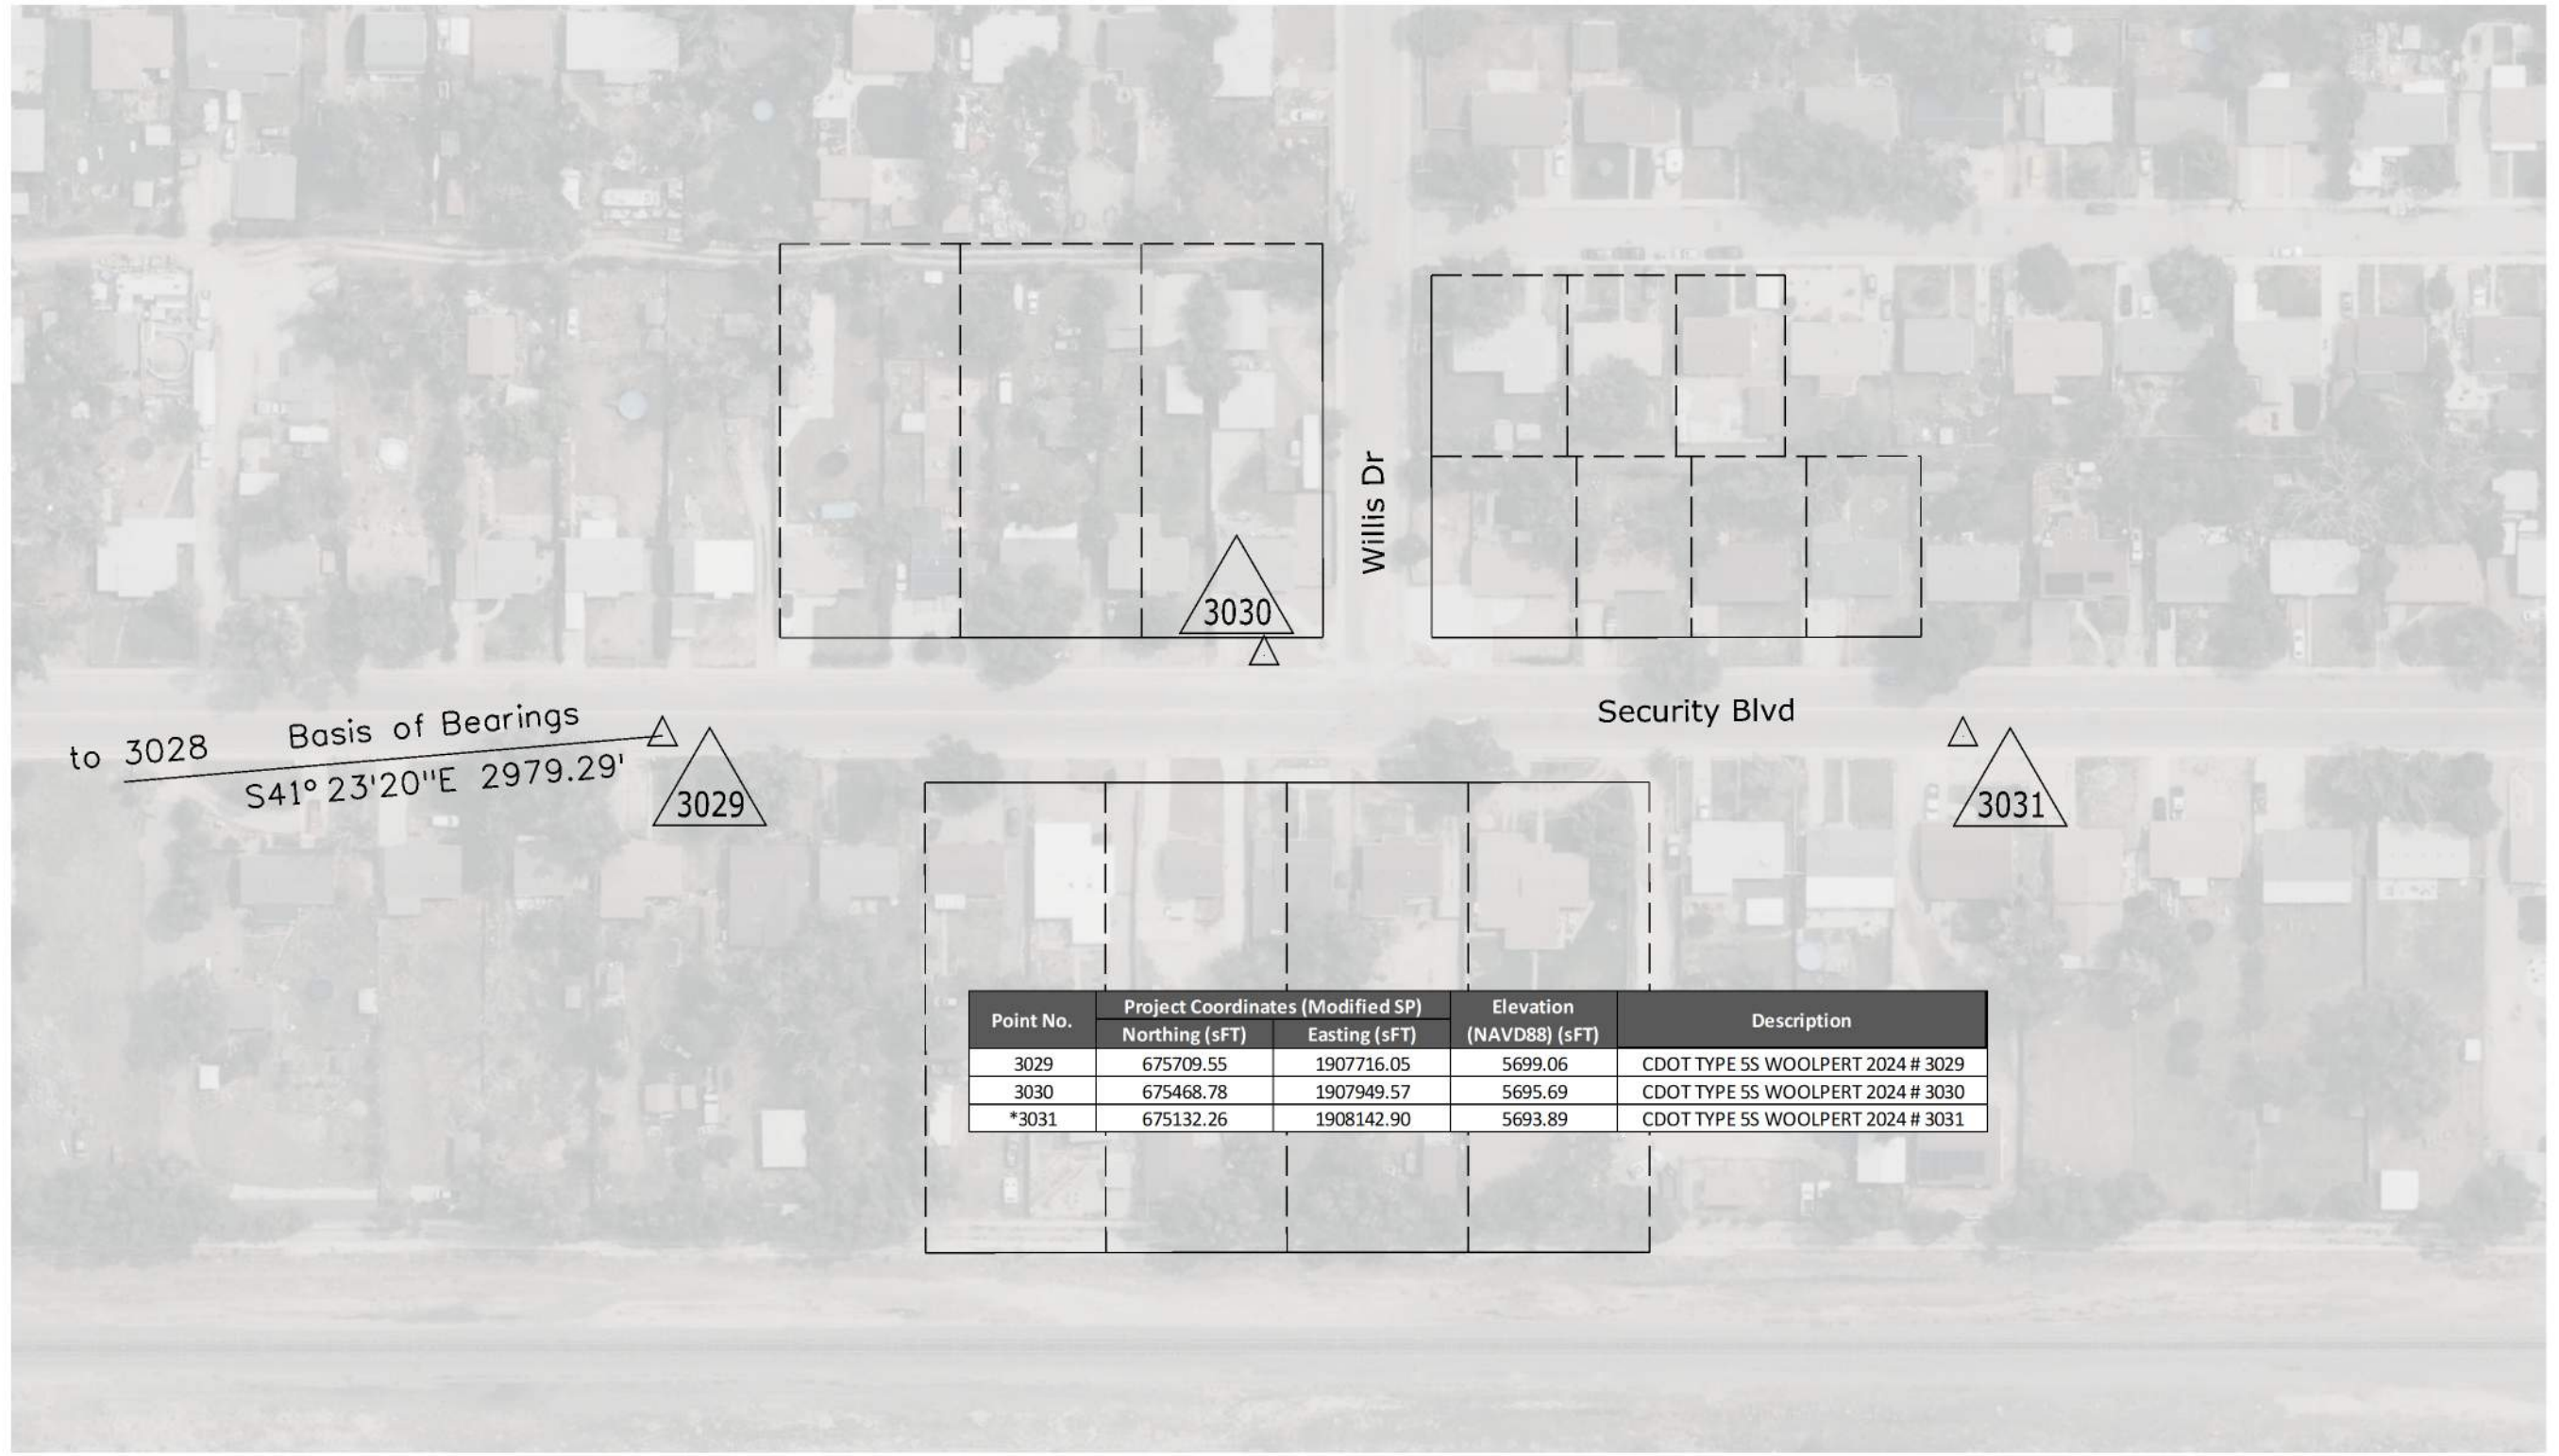 Willis Dr
3030
Security Blvd
to 3028 Basis of Bearings
S41° 23'20"E 2979.29'
3029
3031
Point No. Project Coordinates (Modified SP) Elevation (NAVD88) (sFT) Description
Northing (sFT) Easting (sFT)
3029 675709.55 1907716.05 5699.06 CDOT TYPE 5S WOOLPERT 2024 # 3029
3030 675468.78 1907949.57 5695.69 CDOT TYPE 5S WOOLPERT 2024 # 3030
*3031 675132.26 1908142.90 5693.89 CDOT TYPE 5S WOOLPERT 2024 # 3031